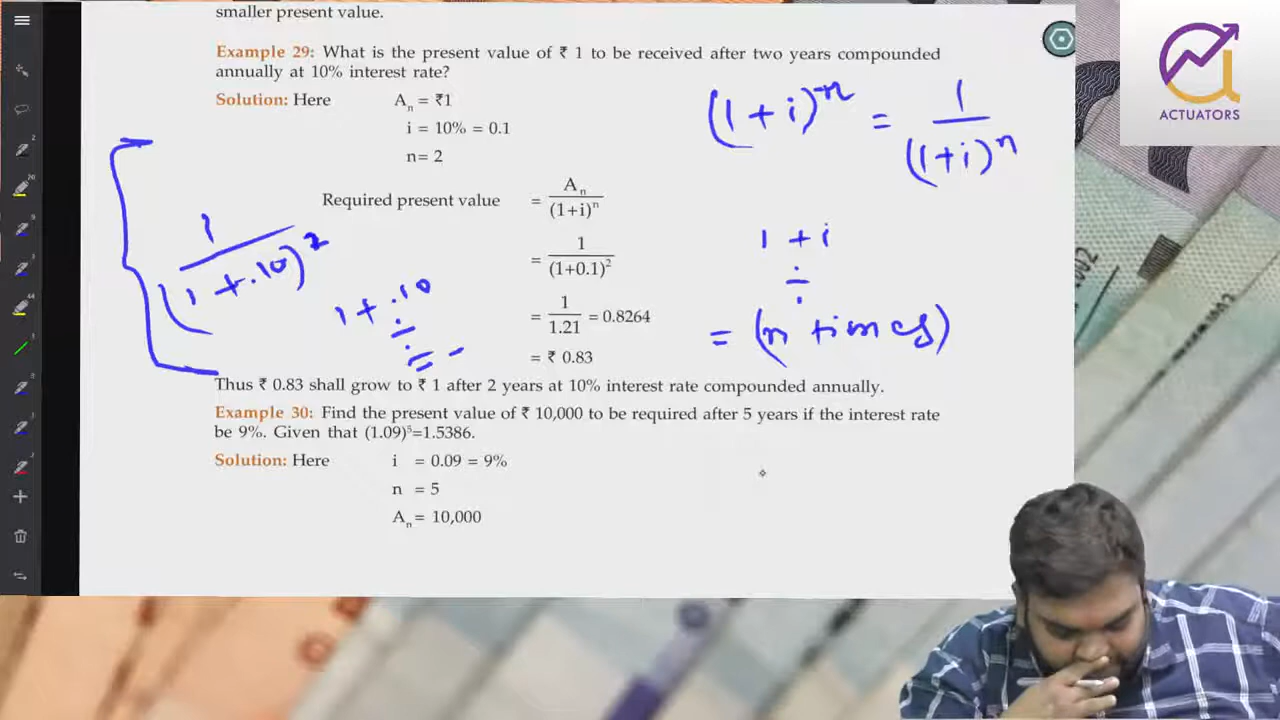 smaller present value.
Example 29: What is the present value of ₹ 1 to be received after two years compounded
annually at 10% interest rate?
Solution: Here Aₙ = ₹1
i = 10% = 0.1
n= 2
Required present value = Aₙ / (1+i)ⁿ
= 1 / (1+0.1)²
= 1 / 1.21 = 0.8264
= ₹ 0.83
Thus ₹ 0.83 shall grow to ₹ 1 after 2 years at 10% interest rate compounded annually.
Example 30: Find the present value of ₹ 10,000 to be required after 5 years if the interest rate
be 9%. Given that (1.09)⁵=1.5386.
Solution: Here i = 0.09 = 9%
n = 5
Aₙ = 10,000
1 / (1 + .10)²
1 + .10
÷
= -
(1 + i)⁻ⁿ = 1 / (1+i)ⁿ
1 + i
÷
= (n times)
ACTUATORS